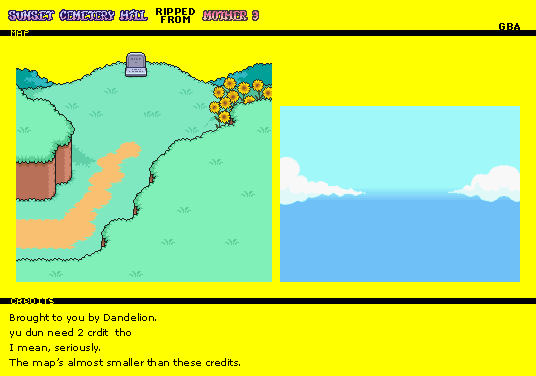 SUNSET CEMETERY HILL RIPPED FROM MOTHER 3
GBA
MAP
CREDITS
Brought to you by Dandelion.
yu dun need 2 crdit tho
I mean, seriously.
The map's almost smaller than these credits.